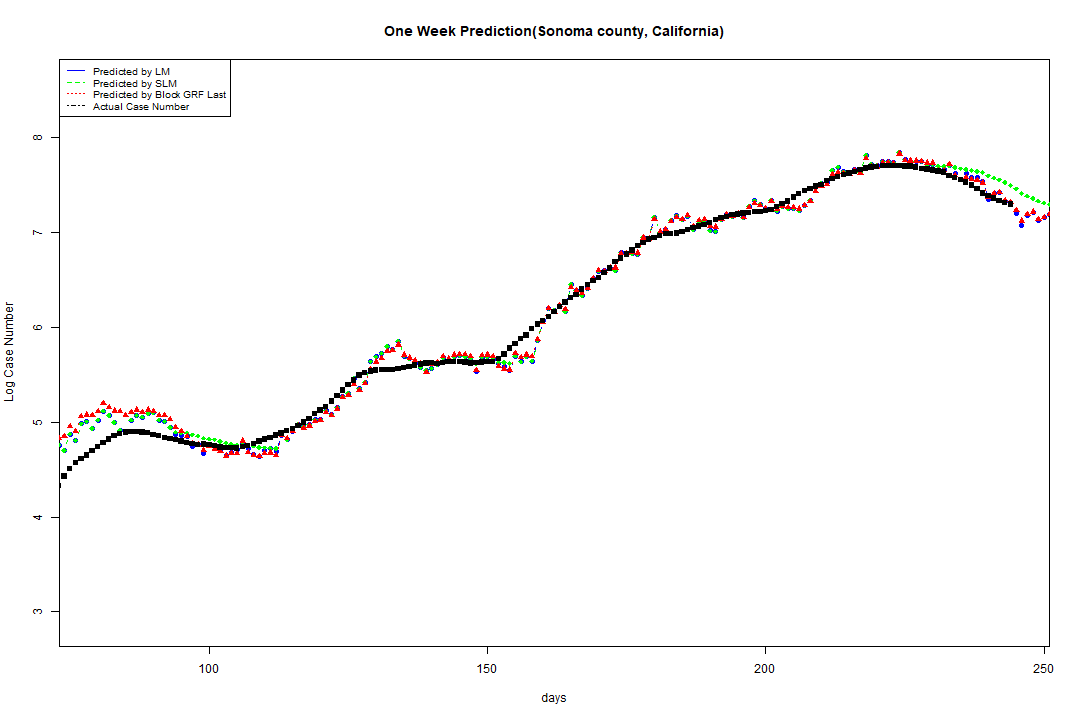 One Week Prediction(Sonoma county, California)
Predicted by LM
Predicted by SLM
Predicted by Block GRF Last
Actual Case Number
Log Case Number
8
7
6
5
4
3
100 150 200 250
days